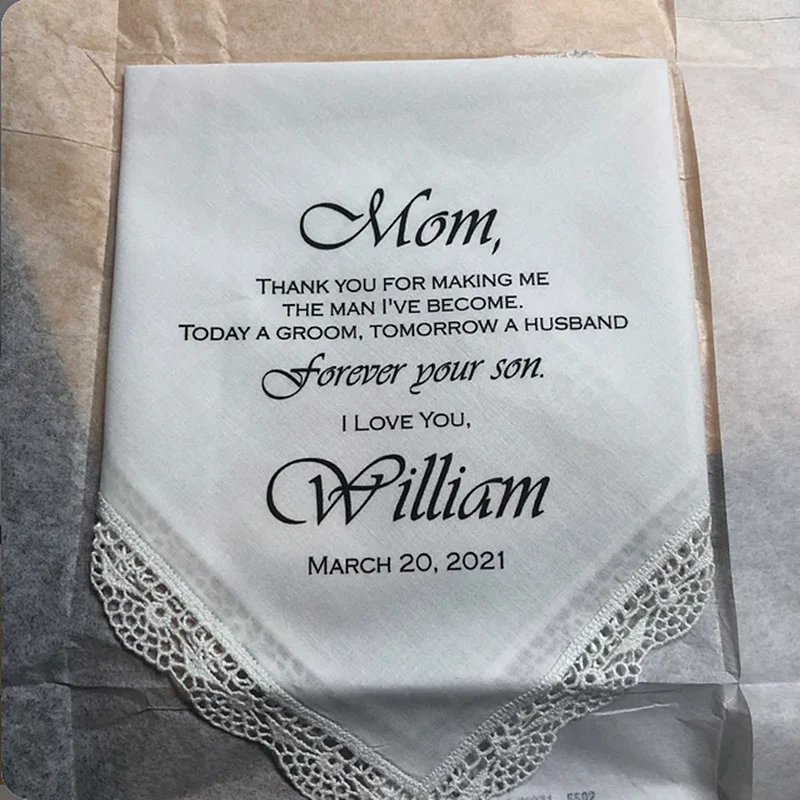 Mom,
THANK YOU FOR MAKING ME
THE MAN I'VE BECOME.
TODAY A GROOM, TOMORROW A HUSBAND
Forever your son.
I LOVE YOU,
William
MARCH 20, 2021